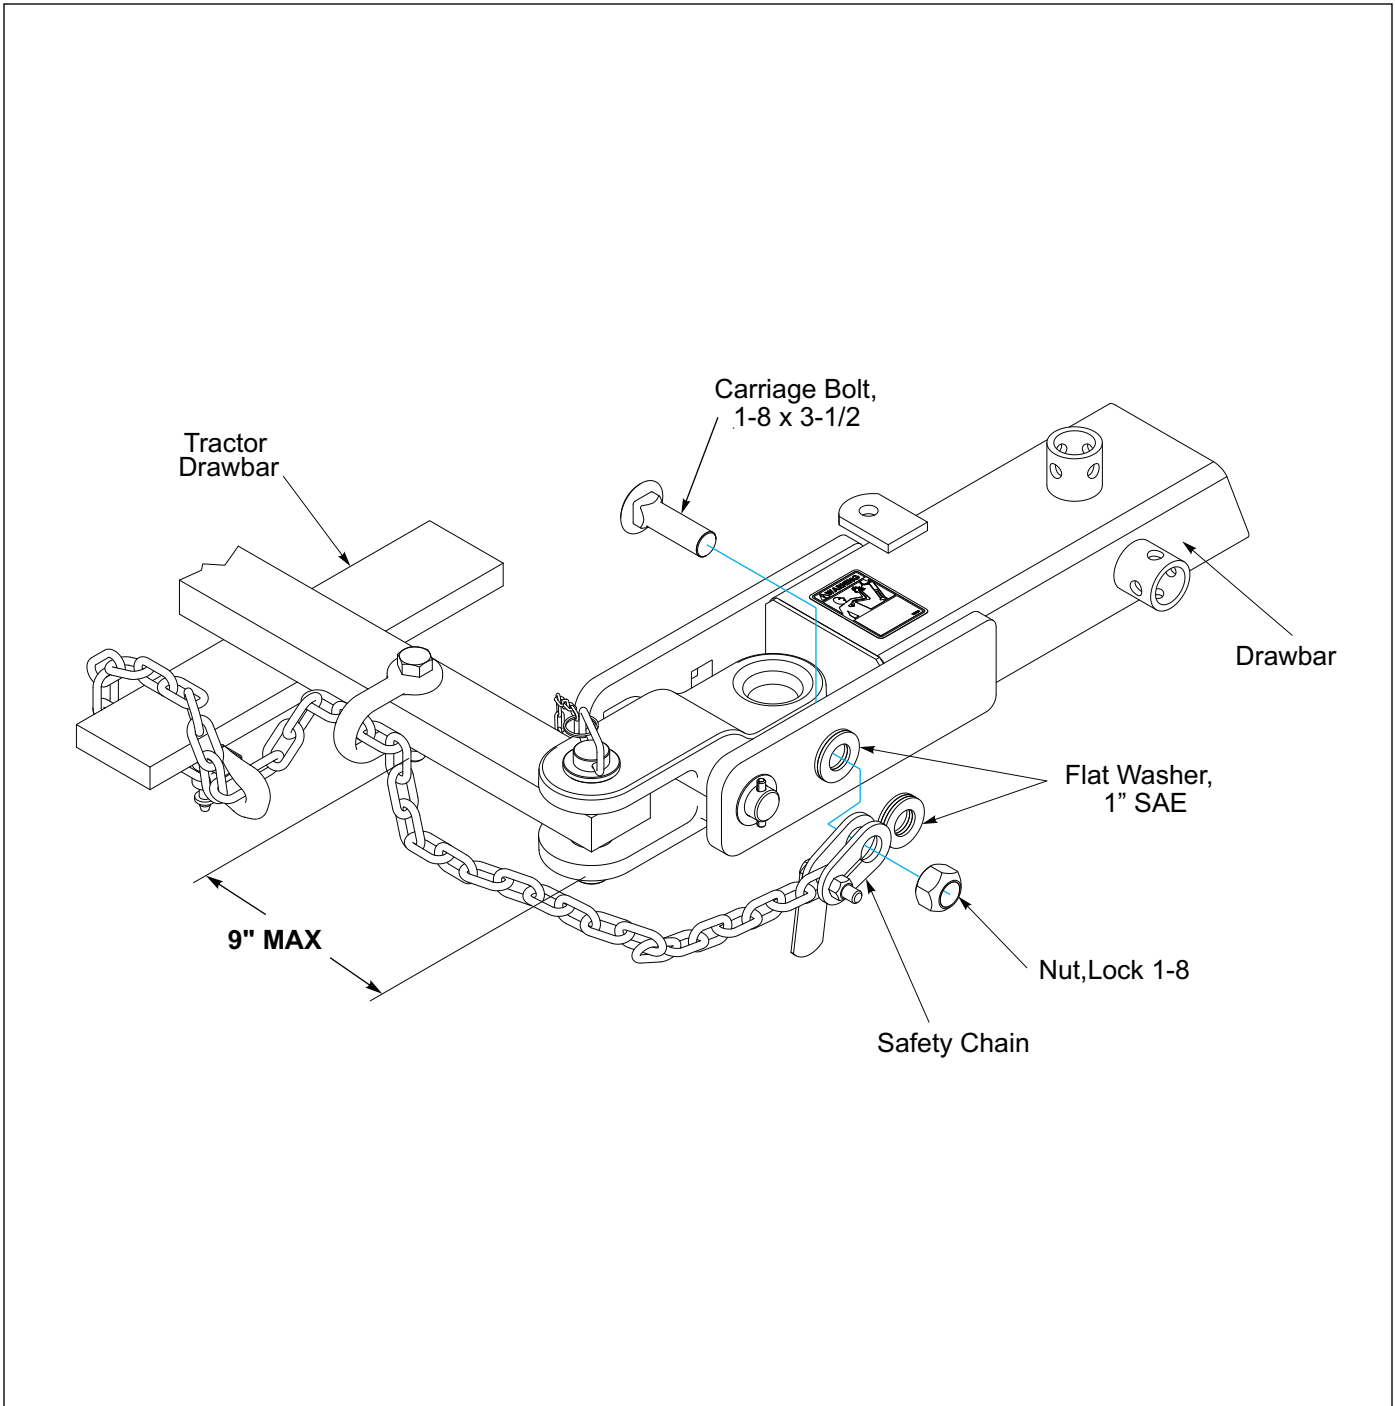 Carriage Bolt,
1-8 x 3-1/2
Tractor
Drawbar
WARNING
Drawbar
Flat Washer,
1” SAE
9" MAX
Nut,Lock 1-8
Safety Chain